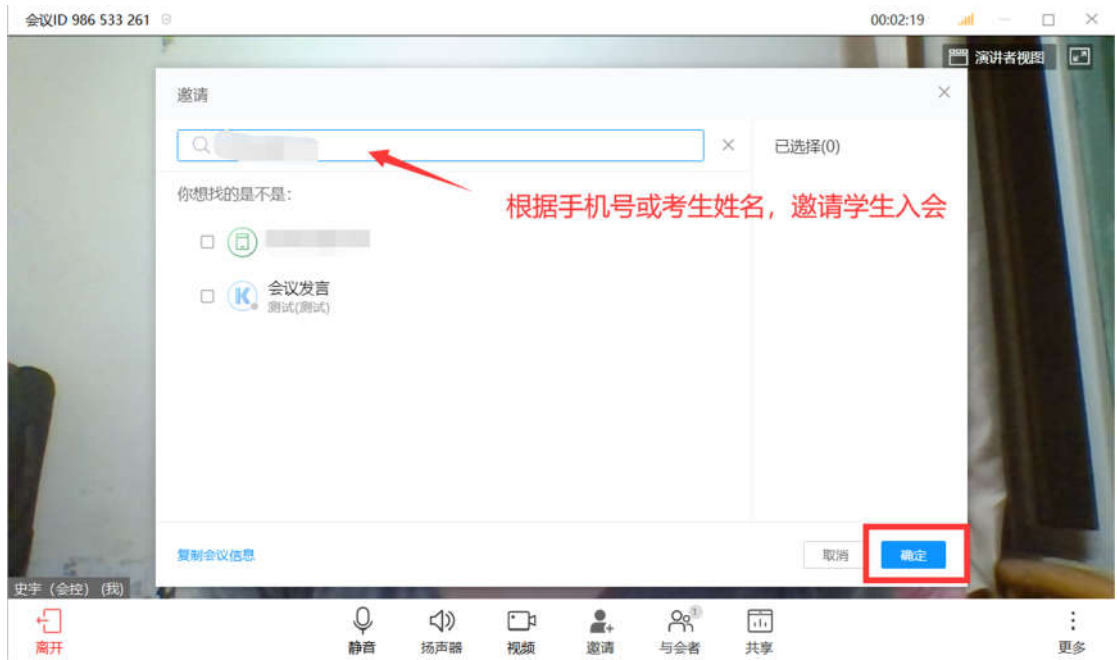 会议ID 986 533 261
00:02:19
演讲者视图
邀请
已选择(0)
根据手机号或考生姓名，邀请学生入会
你想找的是不是:
会议发言
测试(测试)
复制会议信息
取消
确定
史宇（会控）(我)
离开
静音
扬声器
视频
邀请
与会者
1
共享
更多